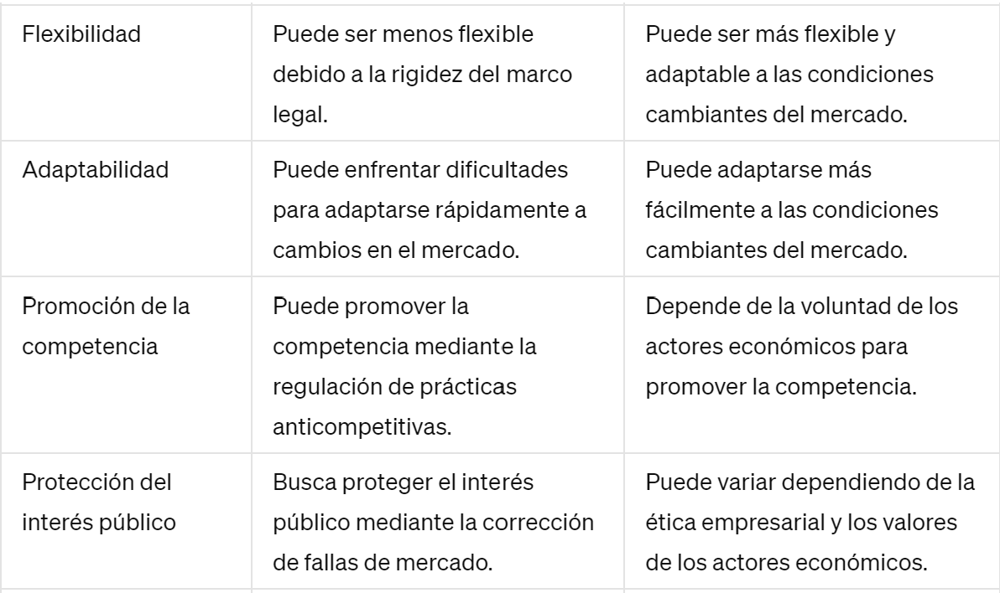 Flexibilidad
Puede ser menos flexible
debido a la rigidez del marco
legal.
Puede ser más flexible y
adaptable a las condiciones
cambiantes del mercado.
Adaptabilidad
Puede enfrentar dificultades
para adaptarse rápidamente a
cambios en el mercado.
Puede adaptarse más
fácilmente a las condiciones
cambiantes del mercado.
Promoción de la
competencia
Puede promover la
competencia mediante la
regulación de prácticas
anticompetitivas.
Depende de la voluntad de los
actores económicos para
promover la competencia.
Protección del
interés público
Busca proteger el interés
público mediante la corrección
de fallas de mercado.
Puede variar dependiendo de la
ética empresarial y los valores
de los actores económicos.